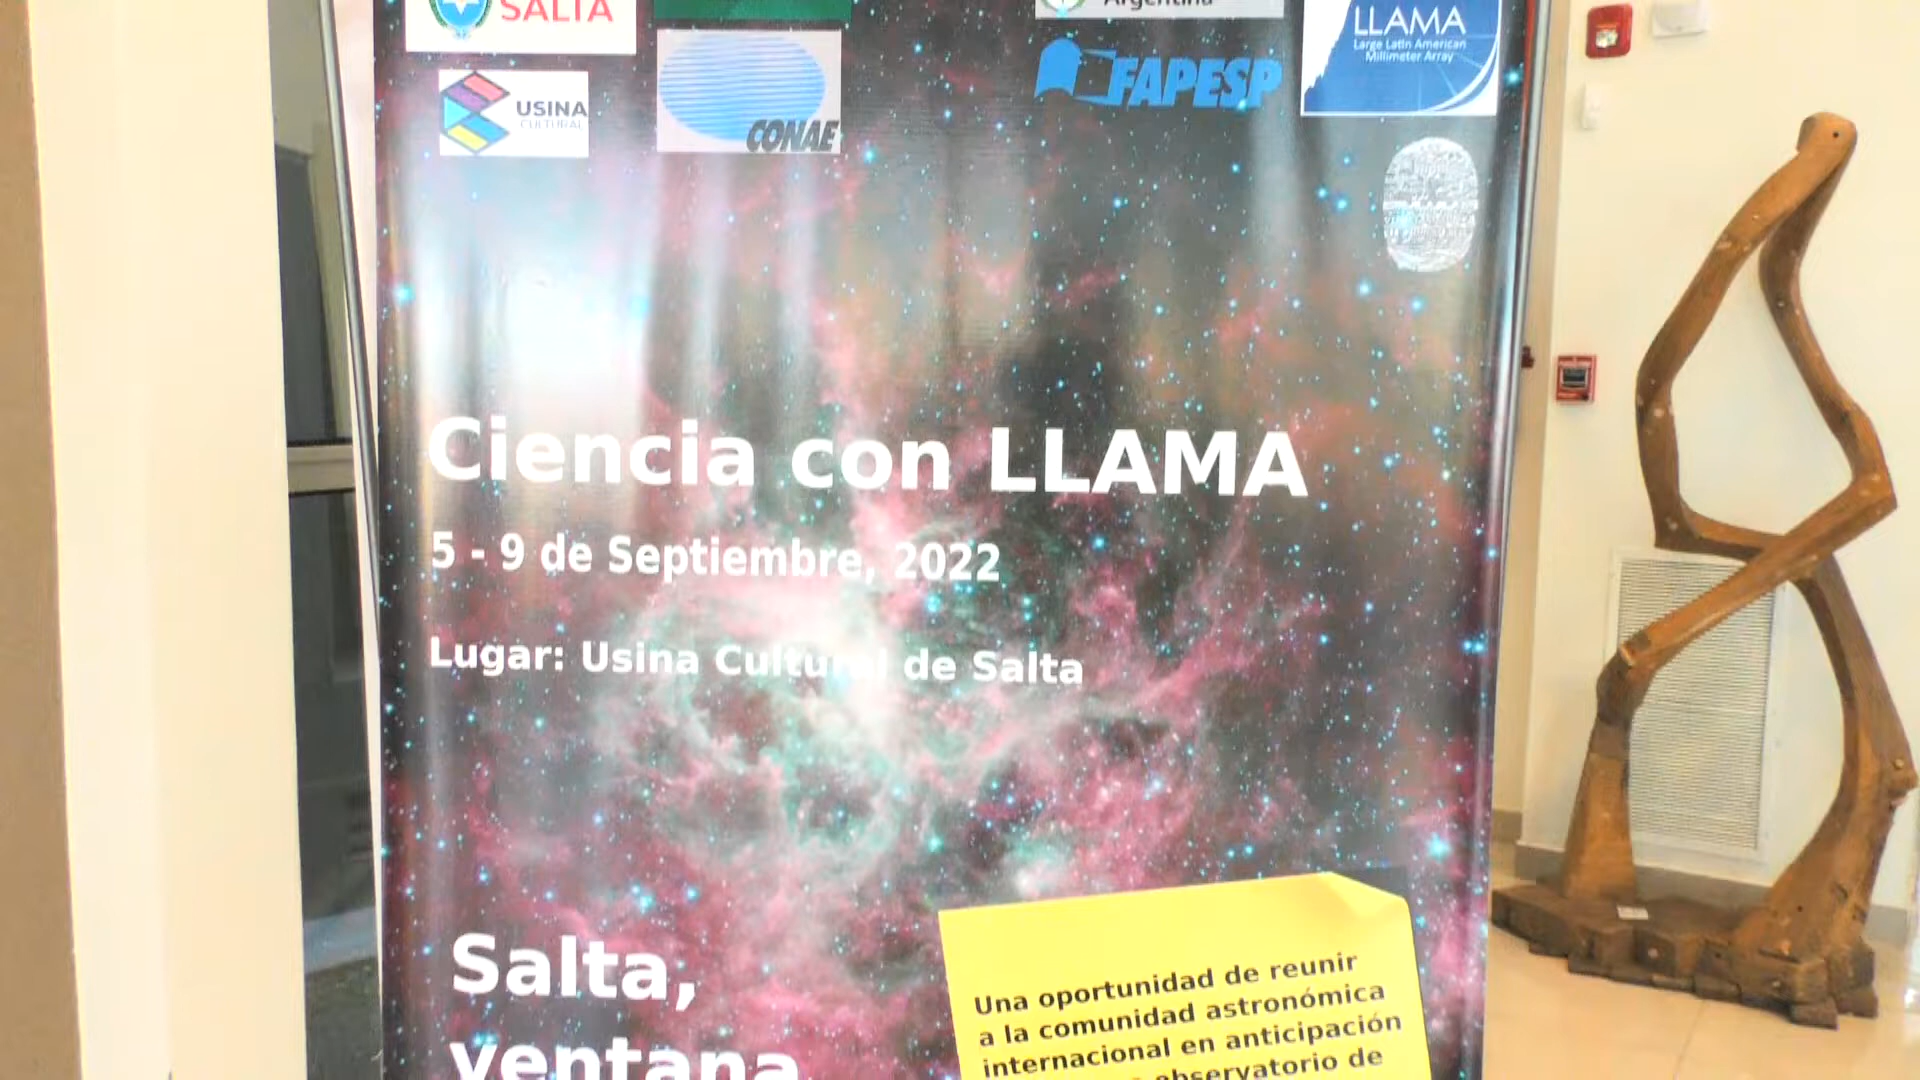 SALTA
Argentina
LLAMA
Large Latin American
Millimeter Array
USINA
CULTURAL
CONAE
FAPESP
Ciencia con LLAMA
5 - 9 de Septiembre, 2022
Lugar: Usina Cultural de Salta
Salta,
ventana
Una oportunidad de reunir
a la comunidad astronómica
internacional en anticipación
observatorio de